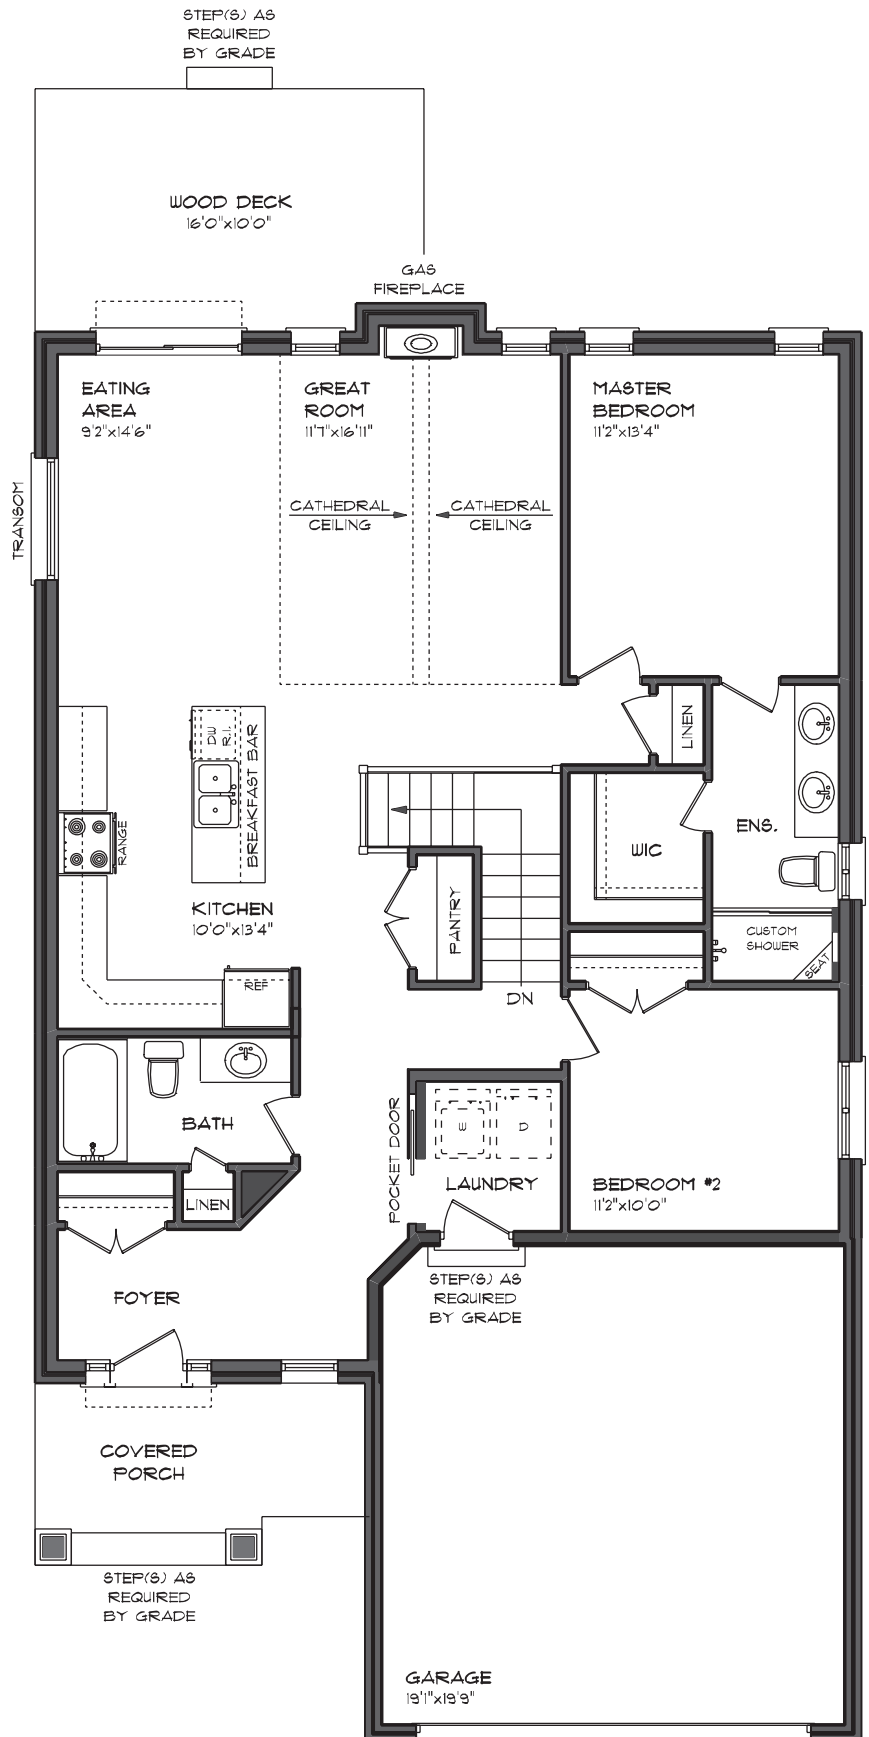 STEP(S) AS
REQUIRED
BY GRADE
WOOD DECK
16'0"x10'0"
GAS
FIREPLACE
EATING
AREA
9'2"x14'6"
GREAT
ROOM
11'7"x16'11"
MASTER
BEDROOM
11'2"x13'4"
TRANSOM
CATHEDRAL
CEILING
CATHEDRAL
CEILING
LINEN
DW
R.I.
BREAKFAST BAR
RANGE
ENS.
WIC
KITCHEN
10'0"x13'4"
PANTRY
CUSTOM
SHOWER
SEAT
REF
DN
BATH
POCKET DOOR
W
D
LAUNDRY
BEDROOM #2
11'2"x10'0"
LINEN
FOYER
STEP(S) AS
REQUIRED
BY GRADE
COVERED
PORCH
STEP(S) AS
REQUIRED
BY GRADE
GARAGE
19'1"x19'9"